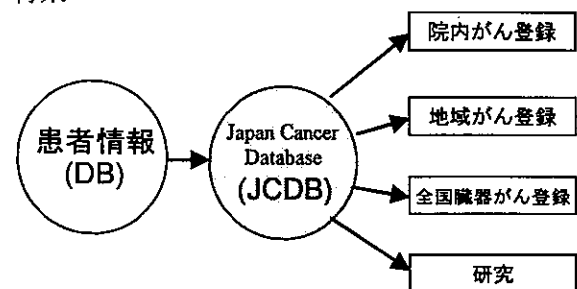 患者情報
(DB)
Japan Cancer
Database
(JCDB)
院内がん登録
地域がん登録
全国臓器がん登録
研究